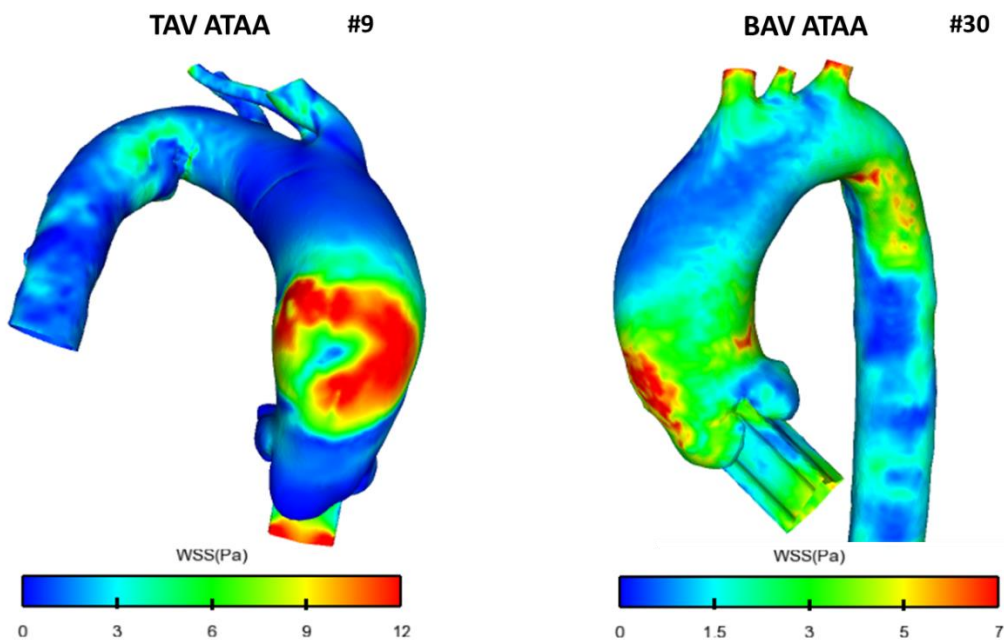 TAV ATAA #9
BAV ATAA #30
WSS(Pa)
0 3 6 9 12
WSS(Pa)
0 1.5 3 5 7